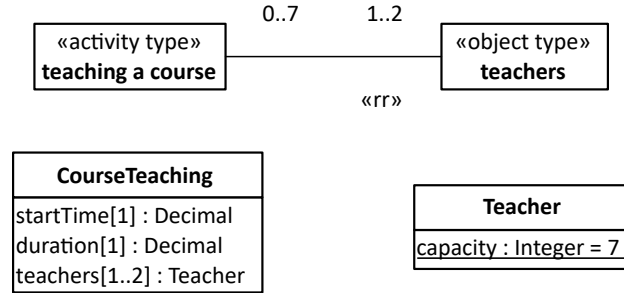 0..7 1..2
«activity type»
teaching a course
«object type»
teachers
«rr»
CourseTeaching
startTime[1] : Decimal
duration[1] : Decimal
teachers[1..2] : Teacher
Teacher
capacity : Integer = 7